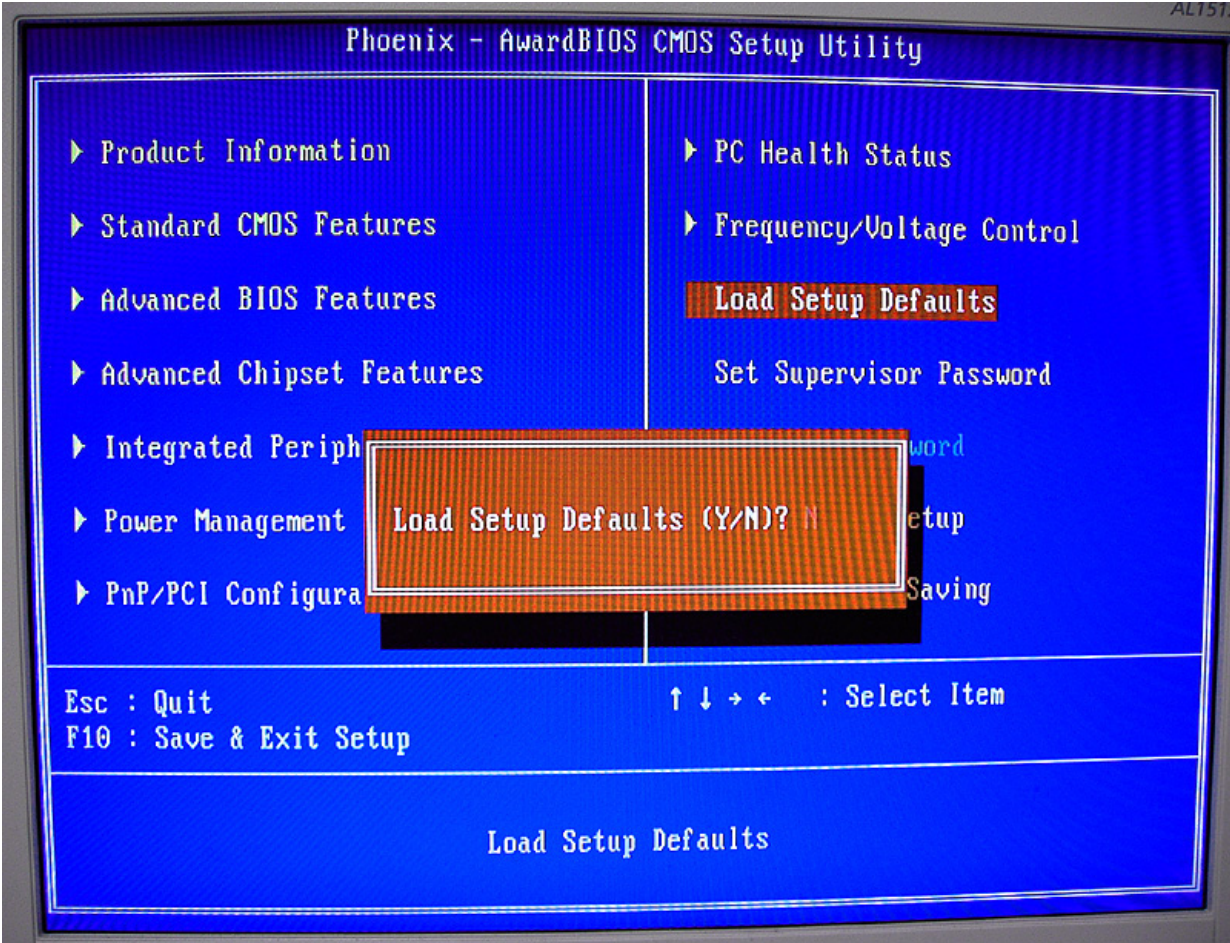 AL151
Phoenix - AwardBIOS CMOS Setup Utility
Product Information
Standard CMOS Features
Advanced BIOS Features
Advanced Chipset Features
Integrated Periph
Power Management
PnP/PCI Configura
PC Health Status
Frequency/Voltage Control
Load Setup Defaults
Set Supervisor Password
word
etup
Saving
Load Setup Defaults (Y/N)? N
Esc : Quit
F10 : Save & Exit Setup
↑ ↓ → ← : Select Item
Load Setup Defaults